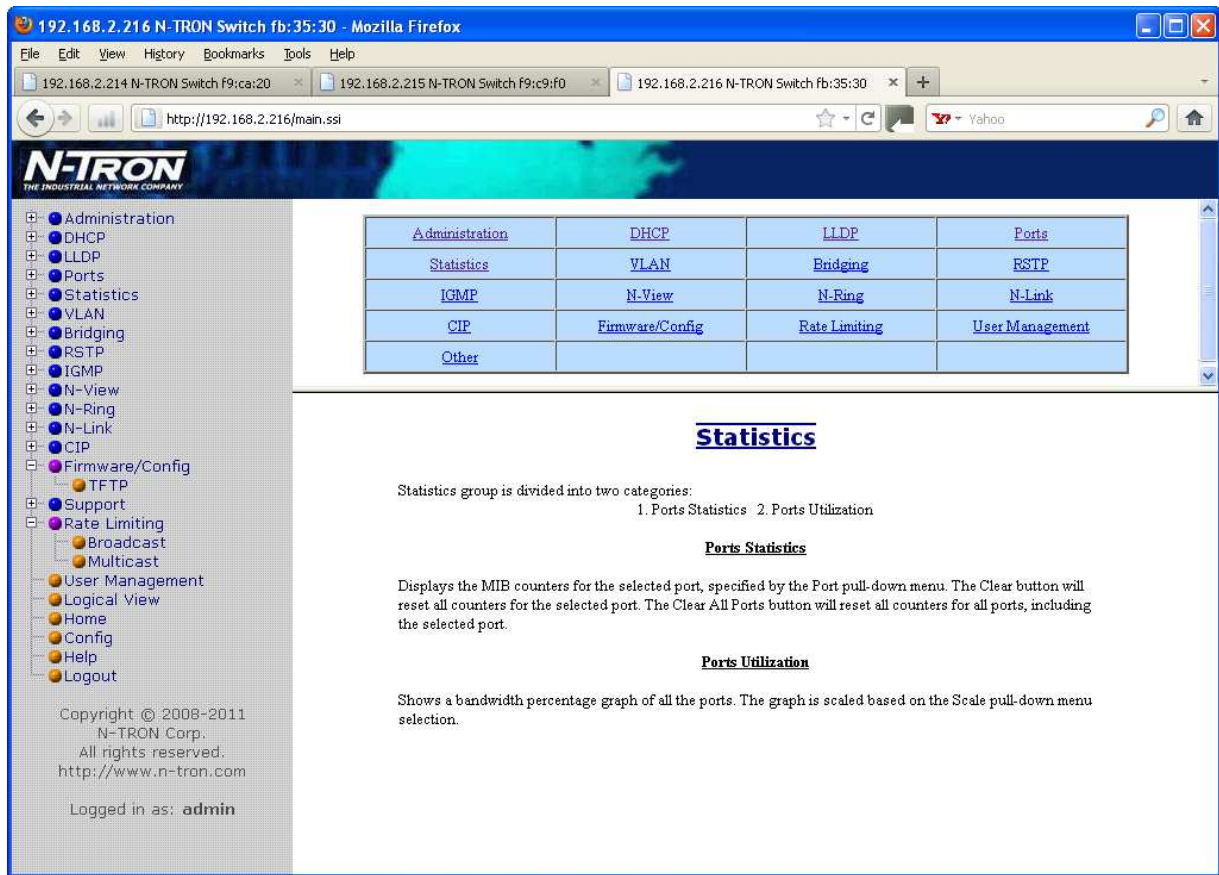 192.168.2.216 N-TRON Switch fb:35:30 - Mozilla Firefox
File Edit View History Bookmarks Tools Help
192.168.2.214 N-TRON Switch f9:ca:20
192.168.2.215 N-TRON Switch f9:c9:f0
192.168.2.216 N-TRON Switch fb:35:30
http://192.168.2.216/main.ssi
Yahoo
N-TRON
THE INDUSTRIAL NETWORK COMPANY
Administration
DHCP
LLDP
Ports
Statistics
VLAN
Bridging
RSTP
IGMP
N-View
N-Ring
N-Link
CIP
Firmware/Config
TFTP
Support
Rate Limiting
Broadcast
Multicast
User Management
Logical View
Home
Config
Help
Logout
Copyright © 2008-2011
N-TRON Corp.
All rights reserved.
http://www.n-tron.com
Logged in as: admin
Administration DHCP LLDP Ports
Statistics VLAN Bridging RSTP
IGMP N-View N-Ring N-Link
CIP Firmware/Config Rate Limiting User Management
Other
Statistics
Statistics group is divided into two categories:
1. Ports Statistics 2. Ports Utilization
Ports Statistics
Displays the MIB counters for the selected port, specified by the Port pull-down menu. The Clear button will
reset all counters for the selected port. The Clear All Ports button will reset all counters for all ports, including
the selected port.
Ports Utilization
Shows a bandwidth percentage graph of all the ports. The graph is scaled based on the Scale pull-down menu
selection.